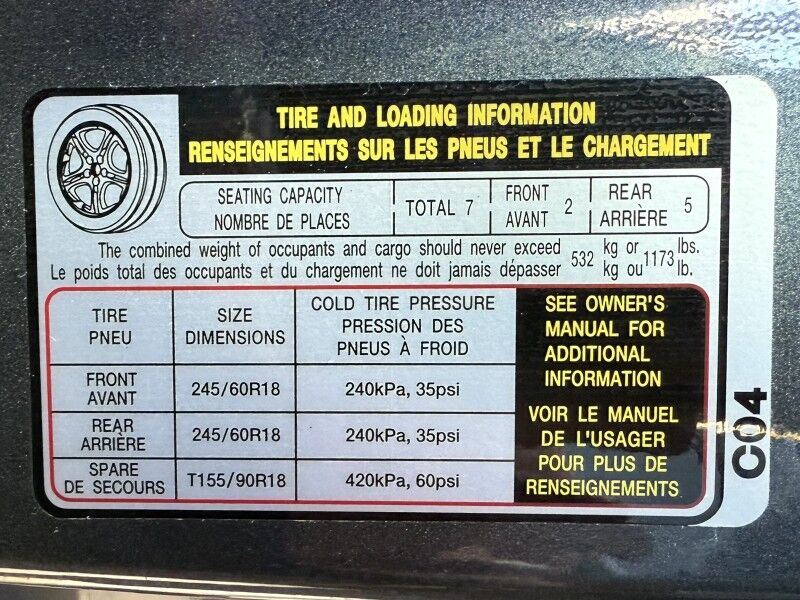 TIRE AND LOADING INFORMATION
RENSEIGNEMENTS SUR LES PNEUS ET LE CHARGEMENT
SEATING CAPACITY
NOMBRE DE PLACES
TOTAL 7
FRONT
AVANT
2
REAR
ARRIÈRE
5
The combined weight of occupants and cargo should never exceed 532 kg or 1173 lbs.
Le poids total des occupants et du chargement ne doit jamais dépasser kg ou lb.
TIRE
PNEU
SIZE
DIMENSIONS
COLD TIRE PRESSURE
PRESSION DES
PNEUS À FROID
FRONT
AVANT
245/60R18
240kPa, 35psi
REAR
ARRIÈRE
245/60R18
240kPa, 35psi
SPARE
DE SECOURS
T155/90R18
420kPa, 60psi
SEE OWNER'S
MANUAL FOR
ADDITIONAL
INFORMATION
VOIR LE MANUEL
DE L'USAGER
POUR PLUS DE
RENSEIGNEMENTS
C04